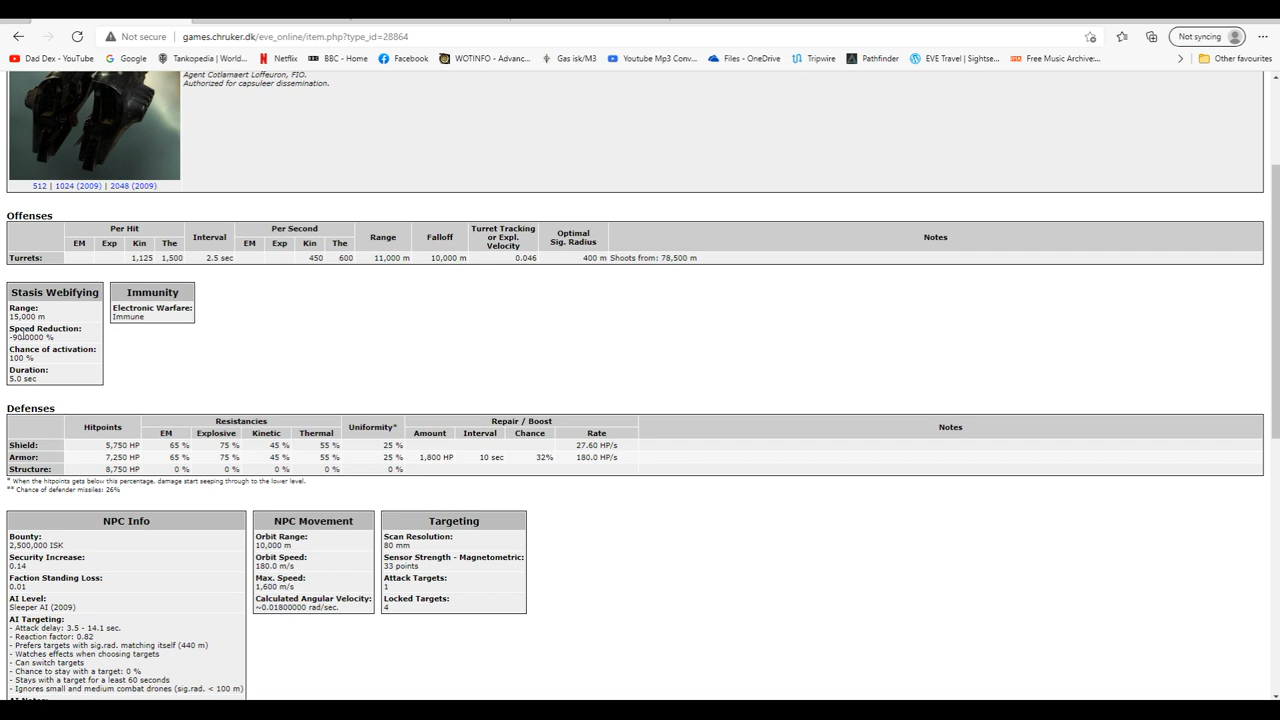 Not secure | games.chruker.dk/eve_online/item.php?type_id=28864 Not syncing
Dad Dex - YouTube Google Tankopedia | World... Netflix BBC - Home Facebook WOTINFO - Advanc... Gas isk/M3 Youtube Mp3 Conv... Files - OneDrive Tripwire Pathfinder EVE Travel | Sightse... Free Music Archive:... Other favourites
Agent Cotlamaert Loffeuron, FIO.
Authorized for capsuleer dissemination.
512 | 1024 (2009) | 2048 (2009)
Offenses
Per Hit Interval Per Second Range Falloff Turret Tracking or Expl. Velocity Optimal Sig. Radius Notes
EM Exp Kin The EM Exp Kin The
Turrets: 1,125 1,500 2.5 sec 450 600 11,000 m 10,000 m 0.046 400 m Shoots from: 78,500 m
Stasis Webifying
Range:
15,000 m
Speed Reduction:
-90.0000 %
Chance of activation:
100 %
Duration:
5.0 sec
Immunity
Electronic Warfare:
Immune
Defenses
Hitpoints Resistancies Uniformity* Repair / Boost Notes
EM Explosive Kinetic Thermal Amount Interval Chance Rate
Shield: 5,750 HP 65 % 75 % 45 % 55 % 25 % 27.60 HP/s
Armor: 7,250 HP 65 % 75 % 45 % 55 % 25 % 1,800 HP 10 sec 32% 180.0 HP/s
Structure: 8,750 HP 0 % 0 % 0 % 0 % 0 %
* When the hitpoints gets below this percentage, damage start seeping through to the lower level.
** Chance of defender missiles: 26%
NPC Info
Bounty:
2,500,000 ISK
Security Increase:
0.14
Faction Standing Loss:
0.01
AI Level:
Sleeper AI (2009)
AI Targeting:
- Attack delay: 3.5 - 14.1 sec.
- Reaction factor: 0.82
- Prefers targets with sig.rad. matching itself (440 m)
- Watches effects when choosing targets
- Can switch targets
- Chance to stay with a target: 0 %
- Stays with a target for a least 60 seconds
- Ignores small and medium combat drones (sig.rad. < 100 m)
AI Notes:
NPC Movement
Orbit Range:
10,000 m
Orbit Speed:
180.0 m/s
Max. Speed:
1,600 m/s
Calculated Angular Velocity:
~0.01800000 rad/sec.
Targeting
Scan Resolution:
80 mm
Sensor Strength - Magnetometric:
33 points
Attack Targets:
1
Locked Targets:
4